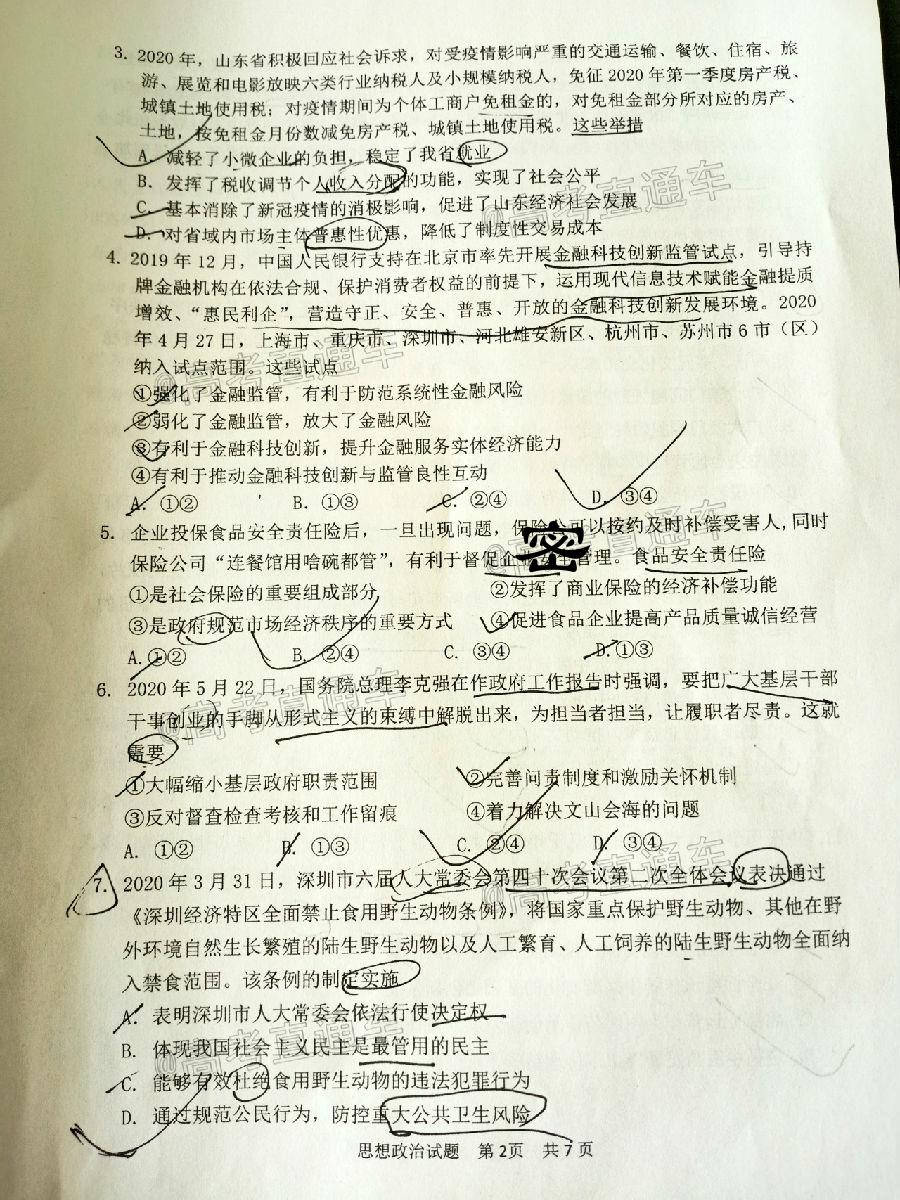 3. 2020年，山东省积极回应社会诉求，对受疫情影响严重的交通运输、餐饮、住宿、旅
游、展览和电影放映六类行业纳税人及小规模纳税人，免征2020年第一季度房产税、
城镇土地使用税；对疫情期间为个体工商户免租金的，对免租金部分所对应的房产、
土地，按免租金月份数减免房产税、城镇土地使用税。这些举措
A. 减轻了小微企业的负担，稳定了我省就业
B. 发挥了税收调节个人收入分配的功能，实现了社会公平
C. 基本消除了新冠疫情的消极影响，促进了山东经济社会发展
D. 对省域内市场主体普惠性优惠，降低了制度性交易成本
4. 2019年12月，中国人民银行支持在北京市率先开展金融科技创新监管试点，引导持
牌金融机构在依法合规、保护消费者权益的前提下，运用现代信息技术赋能金融提质
增效、“惠民利企”，营造守正、安全、普惠、开放的金融科技创新发展环境。2020
年4月27日，上海市、重庆市、深圳市、河北雄安新区、杭州市、苏州市6市（区）
纳入试点范围。这些试点
①强化了金融监管，有利于防范系统性金融风险
②弱化了金融监管，放大了金融风险
③有利于金融科技创新，提升金融服务实体经济能力
④有利于推动金融科技创新与监管良性互动
A. ①② B. ①③ C. ②④ D. ③④
5. 企业投保食品安全责任险后，一旦出现问题，保险公司可以按约及时补偿受害人，同时
保险公司“连餐馆用啥碗都管”，有利于督促企业管理。食品安全责任险
密
①是社会保险的重要组成部分 ②发挥了商业保险的经济补偿功能
③是政府规范市场经济秩序的重要方式 ④促进食品企业提高产品质量诚信经营
A. ①② B. ②④ C. ③④ D. ①③
6. 2020年5月22日，国务院总理李克强在作政府工作报告时强调，要把广大基层干部
干事创业的手脚从形式主义的束缚中解脱出来，为担当者担当，让履职者尽责。这就
需要
①大幅缩小基层政府职责范围 ②完善问责制度和激励关怀机制
③反对督查检查考核和工作留痕 ④着力解决文山会海的问题
A. ①② B. ①③ C. ②④ D. ③④
7. 2020年3月31日，深圳市六届人大常委会第四十次会议第二次全体会议表决通过
《深圳经济特区全面禁止食用野生动物条例》，将国家重点保护野生动物、其他在野
外环境自然生长繁殖的陆生野生动物以及人工繁育、人工饲养的陆生野生动物全面纳
入禁食范围。该条例的制定实施
A. 表明深圳市人大常委会依法行使决定权
B. 体现我国社会主义民主是最管用的民主
C. 能够有效杜绝食用野生动物的违法犯罪行为
D. 通过规范公民行为，防控重大公共卫生风险
思想政治试题 第2页 共7页
@高考直通车
@高考直通车
@高考直通车
@高考直通车
@高考直通车
@高考直通车